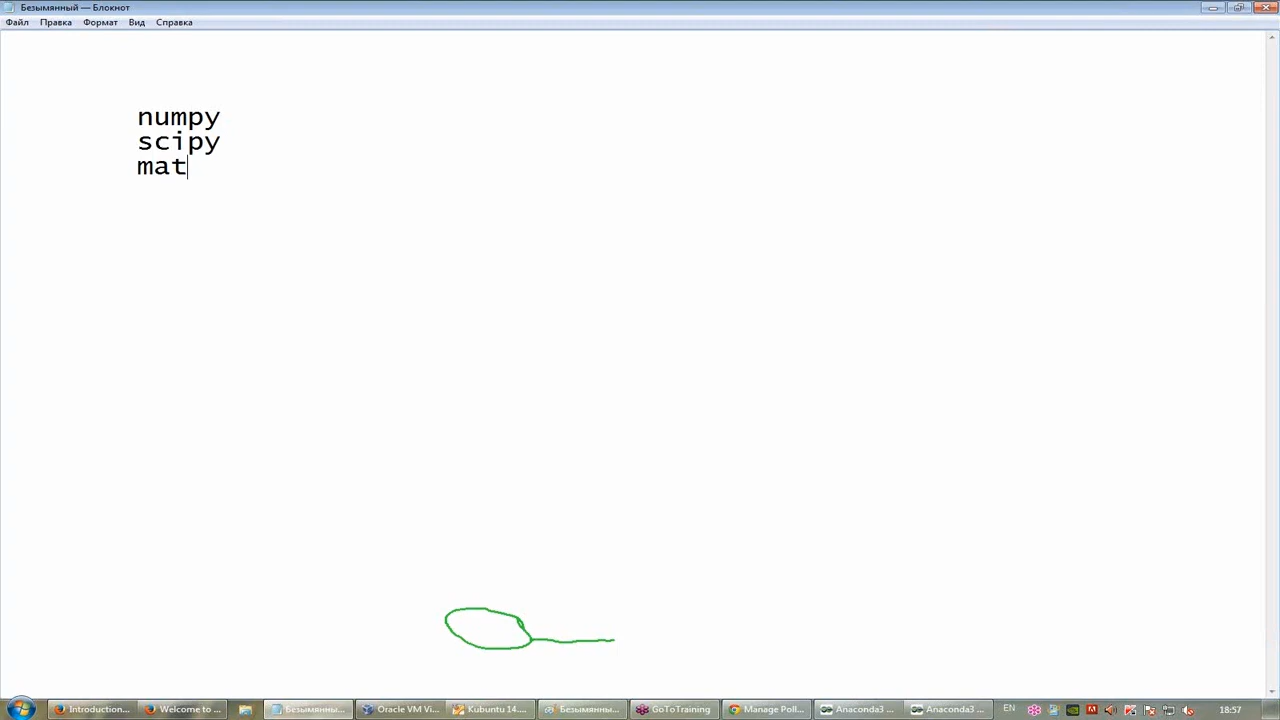 Безымянный — Блокнот
Файл Правка Формат Вид Справка
numpy
scipy
mat
Introduction... Welcome to ... Безымянны... Oracle VM Vi... Kubuntu 14.... Безымянны... GoToTraining Manage Poll... Anaconda3 ... Anaconda3 ... EN 18:57